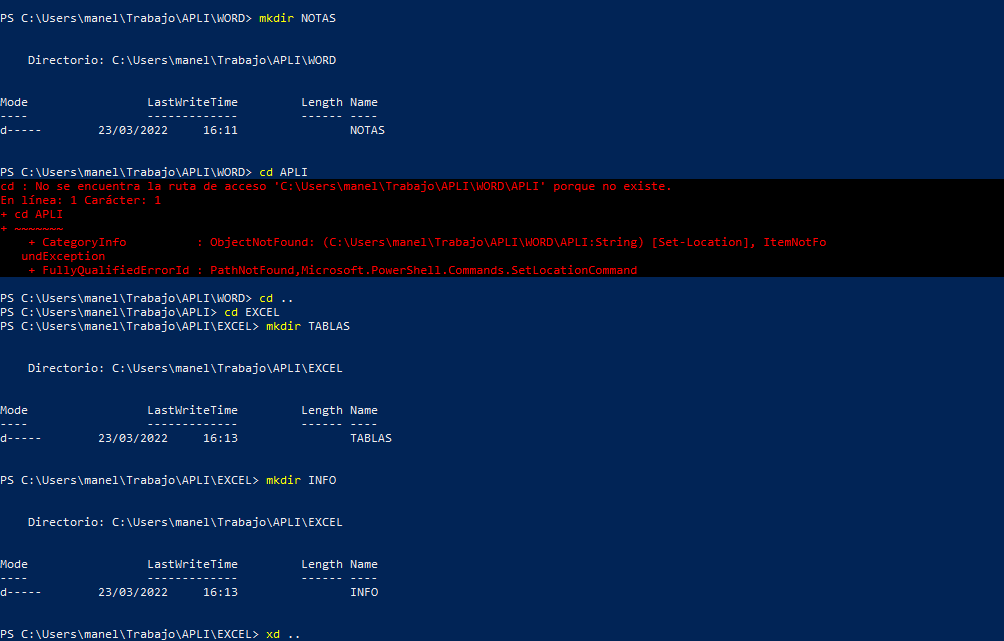 PS C:\Users\manel\Trabajo\APLI\WORD> mkdir NOTAS
Directorio: C:\Users\manel\Trabajo\APLI\WORD
Mode                 LastWriteTime         Length Name
----                 -------------         ------ ----
d-----        23/03/2022     16:11                NOTAS
PS C:\Users\manel\Trabajo\APLI\WORD> cd APLI
cd : No se encuentra la ruta de acceso 'C:\Users\manel\Trabajo\APLI\WORD\APLI' porque no existe.
En línea: 1 Carácter: 1
+ cd APLI
+ ~~~~~~~
+ CategoryInfo          : ObjectNotFound: (C:\Users\manel\Trabajo\APLI\WORD\APLI:String) [Set-Location], ItemNotFo
undException
+ FullyQualifiedErrorId : PathNotFound,Microsoft.PowerShell.Commands.SetLocationCommand
PS C:\Users\manel\Trabajo\APLI\WORD> cd ..
PS C:\Users\manel\Trabajo\APLI> cd EXCEL
PS C:\Users\manel\Trabajo\APLI\EXCEL> mkdir TABLAS
Directorio: C:\Users\manel\Trabajo\APLI\EXCEL
Mode                 LastWriteTime         Length Name
----                 -------------         ------ ----
d-----        23/03/2022     16:13                TABLAS
PS C:\Users\manel\Trabajo\APLI\EXCEL> mkdir INFO
Directorio: C:\Users\manel\Trabajo\APLI\EXCEL
Mode                 LastWriteTime         Length Name
----                 -------------         ------ ----
d-----        23/03/2022     16:13                INFO
PS C:\Users\manel\Trabajo\APLI\EXCEL> xd ..